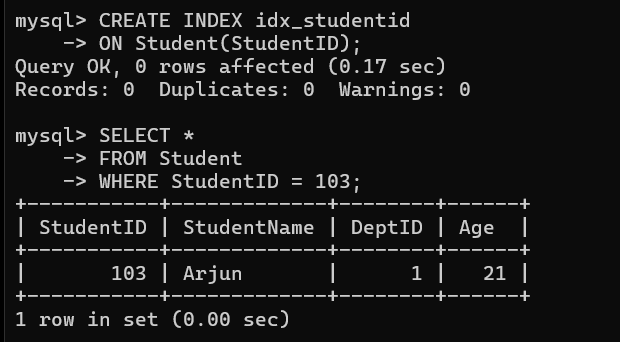 mysql> CREATE INDEX idx_studentid
    -> ON Student(StudentID);
Query OK, 0 rows affected (0.17 sec)
Records: 0  Duplicates: 0  Warnings: 0

mysql> SELECT *
    -> FROM Student
    -> WHERE StudentID = 103;
+-----------+-------------+--------+------+
| StudentID | StudentName | DeptID | Age  |
+-----------+-------------+--------+------+
|       103 | Arjun       |      1 |   21 |
+-----------+-------------+--------+------+
1 row in set (0.00 sec)